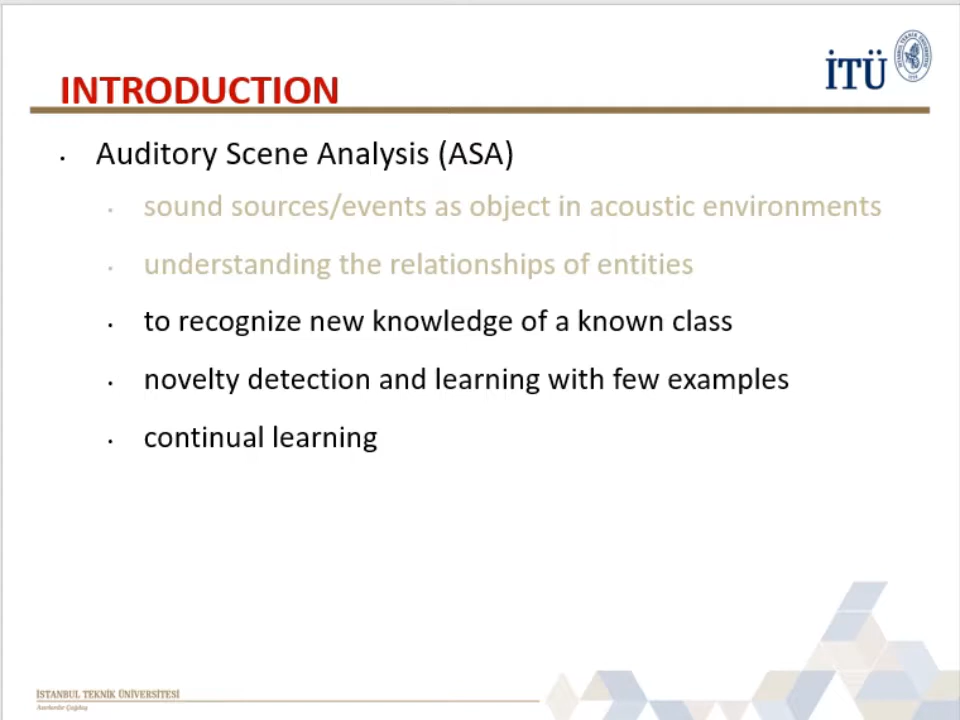 INTRODUCTION
İTÜ
• Auditory Scene Analysis (ASA)
• sound sources/events as object in acoustic environments
• understanding the relationships of entities
• to recognize new knowledge of a known class
• novelty detection and learning with few examples
• continual learning
İSTANBUL TEKNİK ÜNİVERSİTESİ
Asırlardır Çağdaş